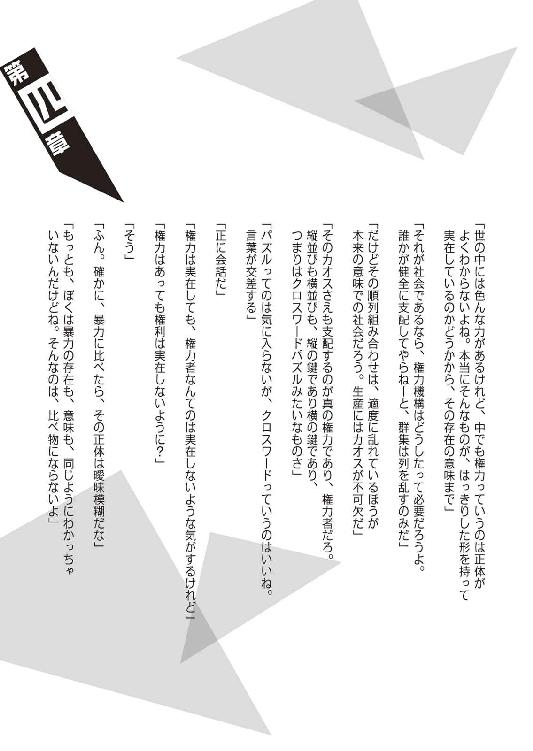 第四章
「世の中には色んな力があるけれど、中でも権力っていうのは正体が
よくわからないよね。本当にそんなものが、はっきりした形を持って
実在しているのかどうかから、その存在の意味まで」
「それが社会であるなら、権力機構はどうしたって必要だろうよ。
誰かが健全に支配してやらねーと、群集は列を乱すのみだ」
「だけどその順列組み合わせは、適度に乱れているほうが
本来の意味での社会だろう。生産にはカオスが不可欠だ」
「そのカオスさえも支配するのが真の権力であり、権力者だろ。
縦並びも横並びも、縦の鍵であり横の鍵であり、
つまりはクロスワードパズルみたいなものさ」
「パズルってのは気に入らないが、クロスワードっていうのはいいね。
言葉が交差する」
「正に会話だな」
「権力は実在しても、権力者なんてのは実在しないような気がするけれど」
「権力はあっても権利は実在しないように？」
「そう」
「ふん。確かに、暴力に比べたら、その正体は曖昧模糊だな」
「もっとも、ぼくは暴力の存在も、意味も、同じようにわかっちゃ
いないんだけどね。そんなのは、比べ物にならないよ」